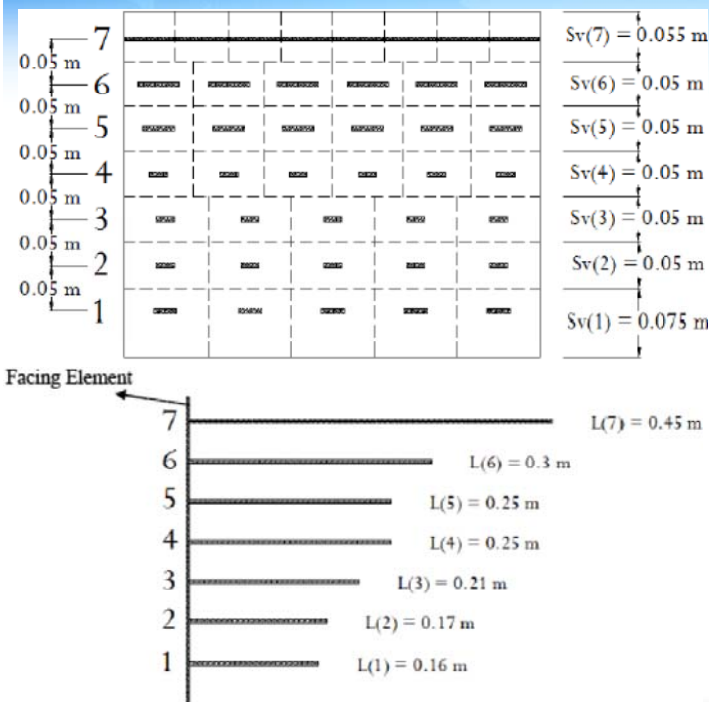 7
6
5
4
3
2
1
0.05 m
0.05 m
0.05 m
0.05 m
0.05 m
0.05 m
Sv(7) = 0.055 m
Sv(6) = 0.05 m
Sv(5) = 0.05 m
Sv(4) = 0.05 m
Sv(3) = 0.05 m
Sv(2) = 0.05 m
Sv(1) = 0.075 m
Facing Element
7 L(7) = 0.45 m
6 L(6) = 0.3 m
5 L(5) = 0.25 m
4 L(4) = 0.25 m
3 L(3) = 0.21 m
2 L(2) = 0.17 m
1 L(1) = 0.16 m